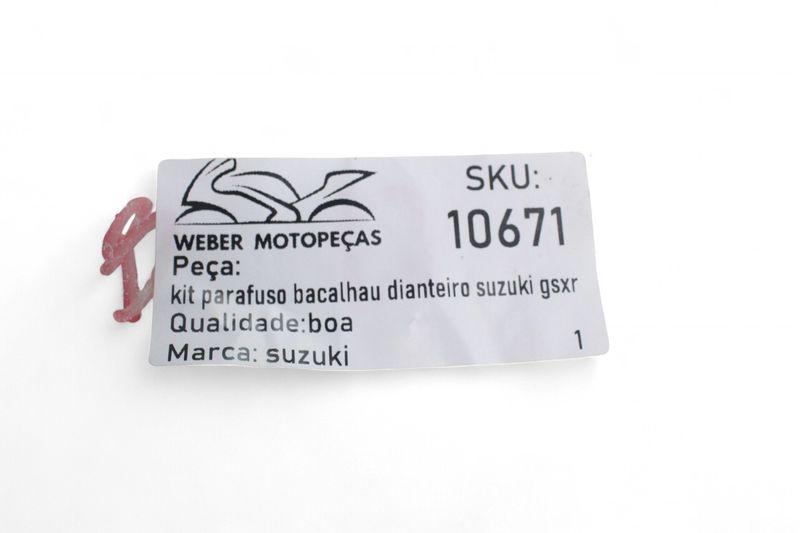 SKU:
10671
WEBER MOTOPEÇAS
Peça:
kit parafuso bacalhau dianteiro suzuki gsxr
Qualidade:boa
Marca: suzuki
1